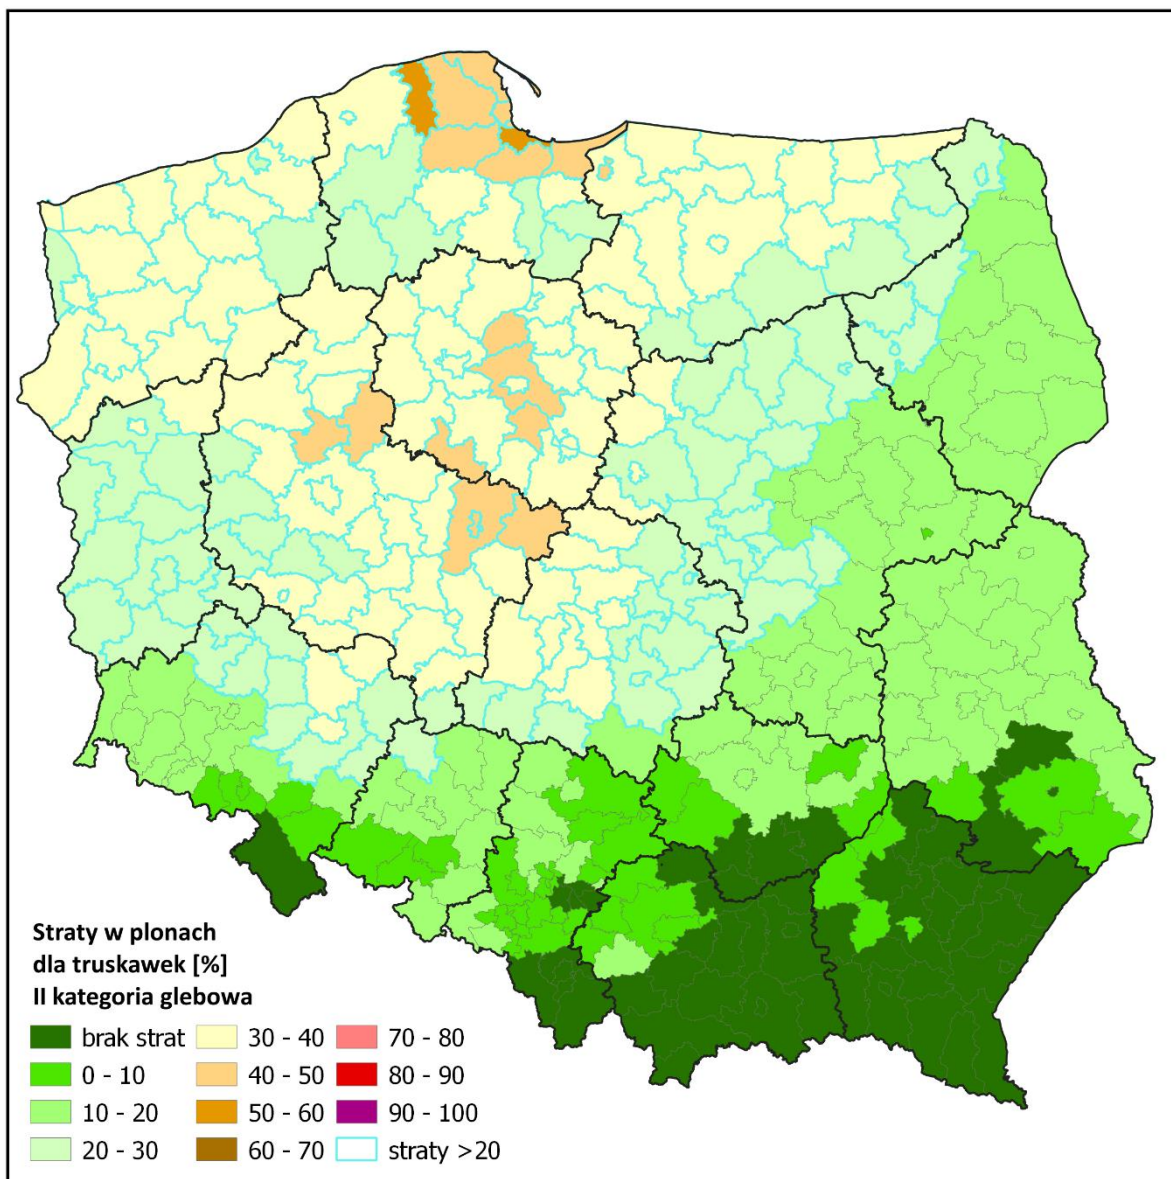 Straty w plonach
dla truskawek [%]
II kategoria glebowa
brak strat
0 - 10
10 - 20
20 - 30
30 - 40
40 - 50
50 - 60
60 - 70
70 - 80
80 - 90
90 - 100
straty >20